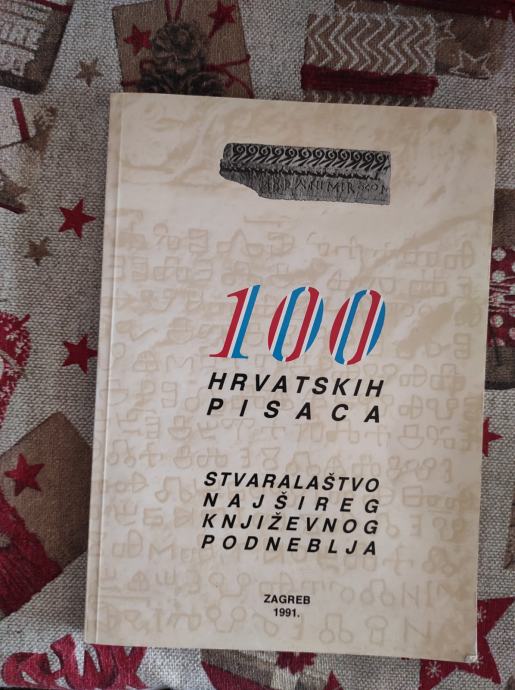 100
HRVATSKIH
PISACA
STVARALAŠTVO
NAJŠIREG
KNJIŽEVNOG
PODNEBLJA
ZAGREB
1991.